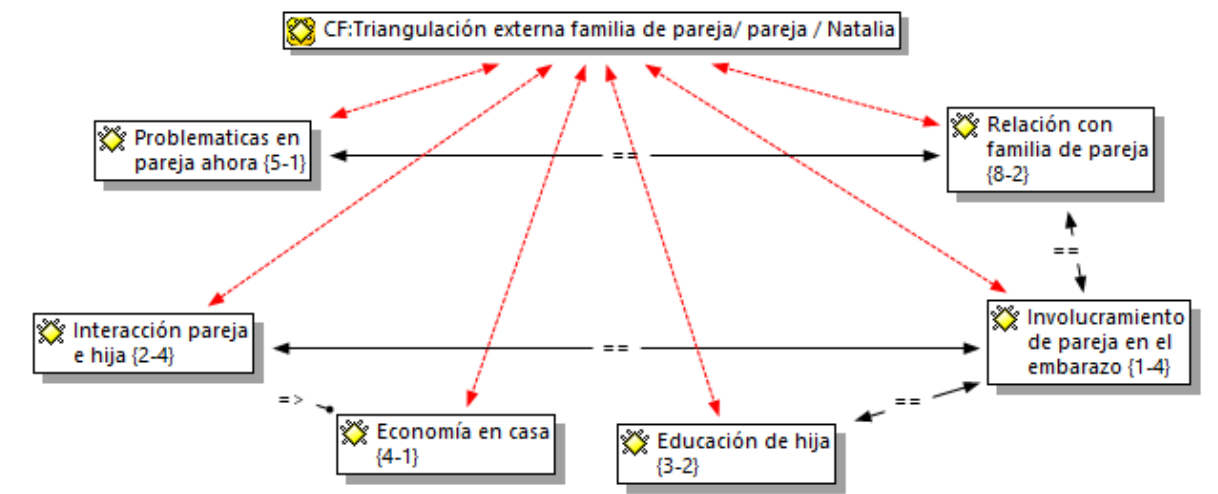 CF:Triangulación externa familia de pareja/ pareja / Natalia
Problematicas en
pareja ahora {5-1}
==
Relación con
familia de pareja
{8-2}
==
Interacción pareja
e hija {2-4}
==
Involucramiento
de pareja en el
embarazo {1-4}
=>
Economía en casa
{4-1}
==
Educación de hija
{3-2}